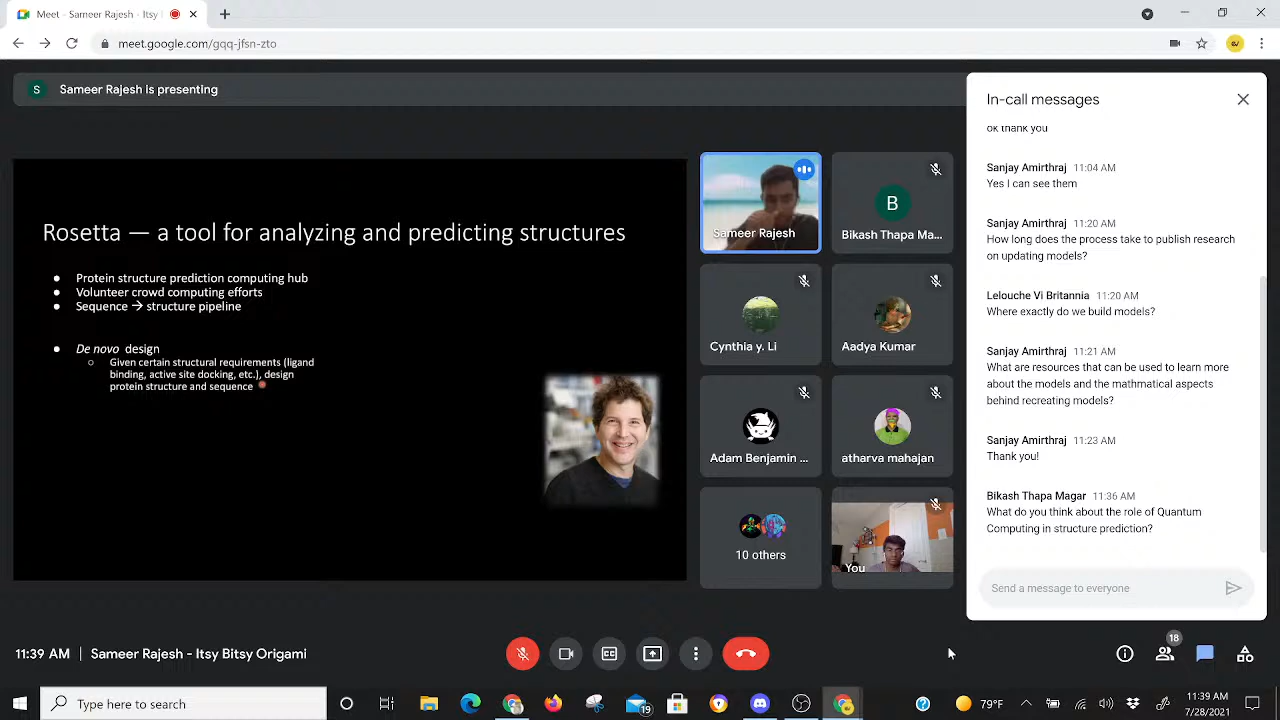 Meet - Sameer Rajesh - Itsy
meet.google.com/gqq-jfsn-zto
S
Sameer Rajesh is presenting
Rosetta — a tool for analyzing and predicting structures
Protein structure prediction computing hub
Volunteer crowd computing efforts
Sequence → structure pipeline
De novo design
Given certain structural requirements (ligand
binding, active site docking, etc.), design
protein structure and sequence
Sameer Rajesh
B
Bikash Thapa Ma...
Cynthia y. Li
Aadya Kumar
Adam Benjamin ...
atharva mahajan
10 others
You
In-call messages
ok thank you
Sanjay Amirthraj 11:04 AM
Yes I can see them
Sanjay Amirthraj 11:20 AM
How long does the process take to publish research
on updating models?
Lelouche Vi Britannia 11:20 AM
Where exactly do we build models?
Sanjay Amirthraj 11:21 AM
What are resources that can be used to learn more
about the models and the mathmatical aspects
behind recreating models?
Sanjay Amirthraj 11:23 AM
Thank you!
Bikash Thapa Magar 11:36 AM
What do you think about the role of Quantum
Computing in structure prediction?
Send a message to everyone
11:39 AM | Sameer Rajesh - Itsy Bitsy Origami
18
Type here to search
19
79°F
11:39 AM
7/28/2021